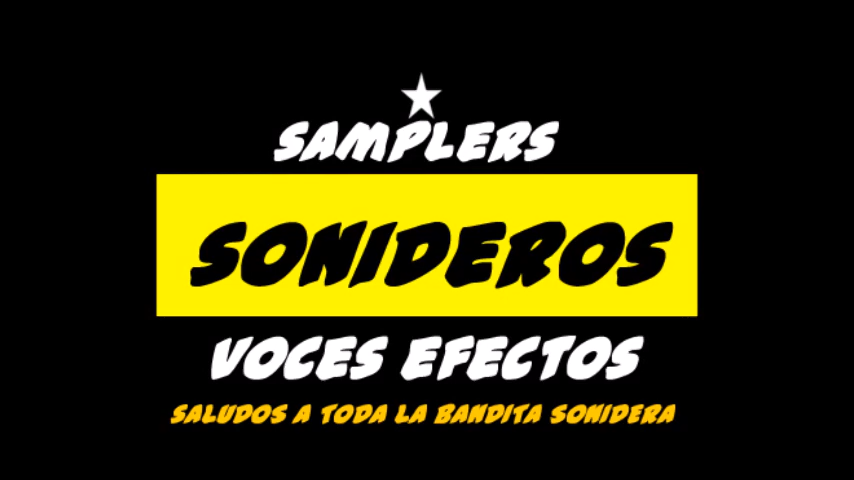 SAMPLERS
SONIDEROS
VOCES EFECTOS
SALUDOS A TODA LA BANDITA SONIDERA